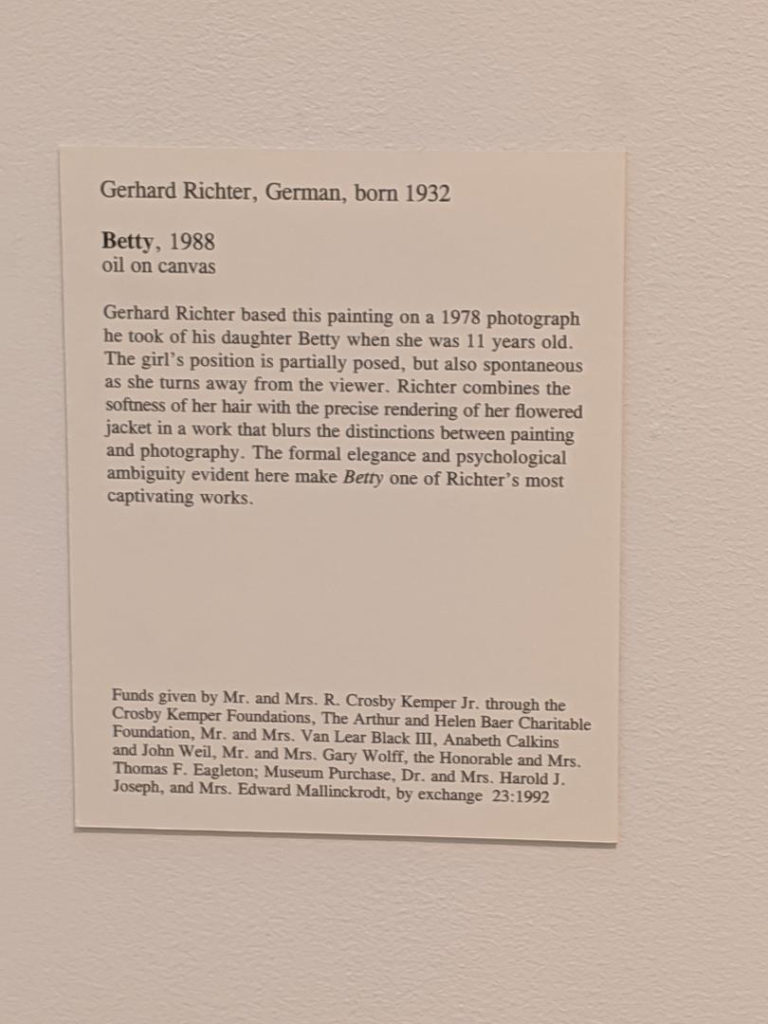 Gerhard Richter, German, born 1932
Betty, 1988
oil on canvas
Gerhard Richter based this painting on a 1978 photograph
he took of his daughter Betty when she was 11 years old.
The girl's position is partially posed, but also spontaneous
as she turns away from the viewer. Richter combines the
softness of her hair with the precise rendering of her flowered
jacket in a work that blurs the distinctions between painting
and photography. The formal elegance and psychological
ambiguity evident here make Betty one of Richter's most
captivating works.
Funds given by Mr. and Mrs. R. Crosby Kemper Jr. through the
Crosby Kemper Foundations, The Arthur and Helen Baer Charitable
Foundation, Mr. and Mrs. Van Lear Black III, Anabeth Calkins
and John Weil, Mr. and Mrs. Gary Wolff, the Honorable and Mrs.
Thomas F. Eagleton; Museum Purchase, Dr. and Mrs. Harold J.
Joseph, and Mrs. Edward Mallinckrodt, by exchange 23:1992